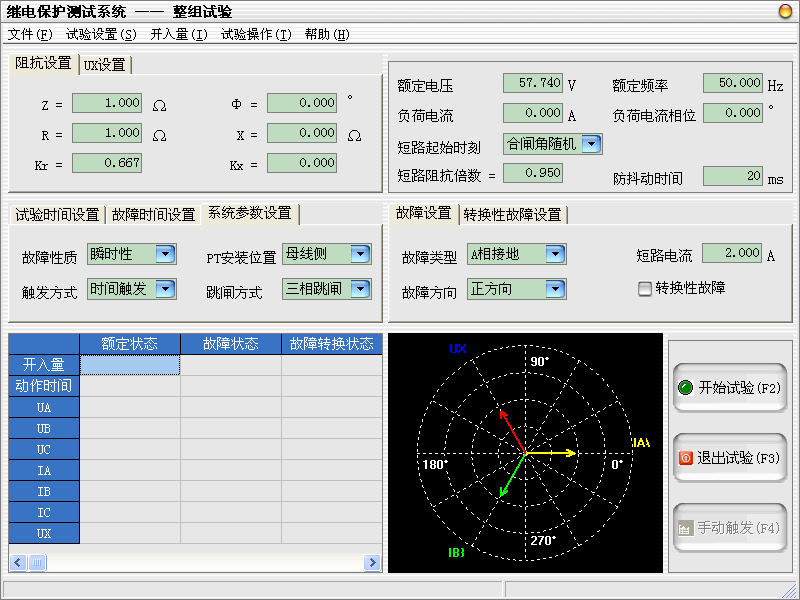 继电保护测试系统 —— 整组试验
文件(F) 试验设置(S) 开入量(I) 试验操作(T) 帮助(H)
阻抗设置 UX设置
Z = 1.000 Ω Φ = 0.000 °
R = 1.000 Ω X = 0.000 Ω
Kr = 0.667 Kx = 0.000
额定电压 57.740 V 额定频率 50.000 Hz
负荷电流 0.000 A 负荷电流相位 0.000 °
短路起始时刻 合闸角随机
短路阻抗倍数 = 0.950 防抖动时间 20 ms
试验时间设置 故障时间设置 系统参数设置
故障性质 瞬时性 PT安装位置 母线侧
触发方式 时间触发 跳闸方式 三相跳闸
故障设置 转换性故障设置
故障类型 A相接地 短路电流 2.000 A
故障方向 正方向 转换性故障
额定状态 故障状态 故障转换状态
开入量
动作时间
UA
UB
UC
IA
IB
IC
UX
UX
90°
IA
180° 0°
270°
IB
开始试验(F2)
退出试验(F3)
手动触发(F4)